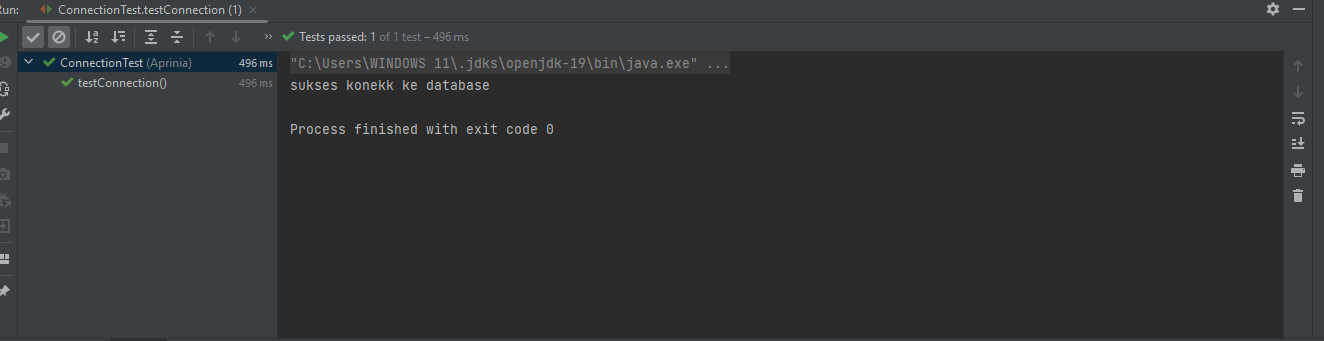 Run: ConnectionTest.testConnection (1)
Tests passed: 1 of 1 test – 496 ms
ConnectionTest (Aprinia) 496 ms
testConnection() 496 ms
"C:\Users\WINDOWS 11\.jdks\openjdk-19\bin\java.exe" ...
sukses konekk ke database
Process finished with exit code 0